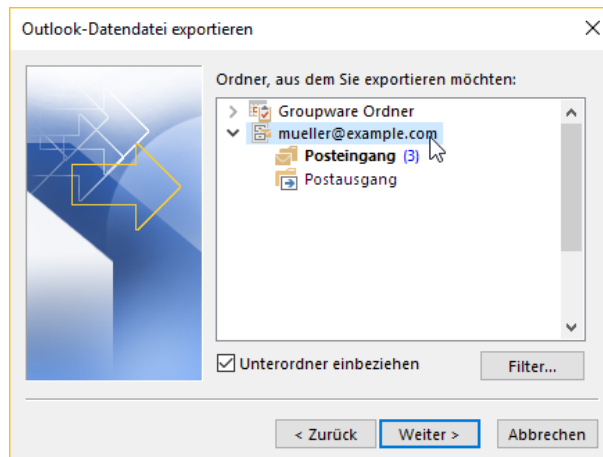 Outlook-Datendatei exportieren
Ordner, aus dem Sie exportieren möchten:
Groupware Ordner
mueller@example.com
Posteingang (3)
Postausgang
Unterordner einbeziehen
Filter...
< Zurück
Weiter >
Abbrechen